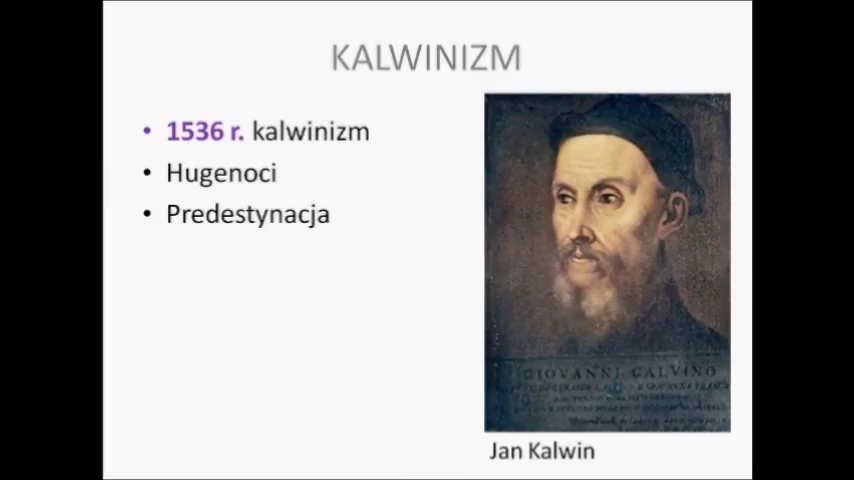 KALWINIZM
• 1536 r. kalwinizm
• Hugenoci
• Predestynacja
GIOVANNI CALVINO
Jan Kalwin